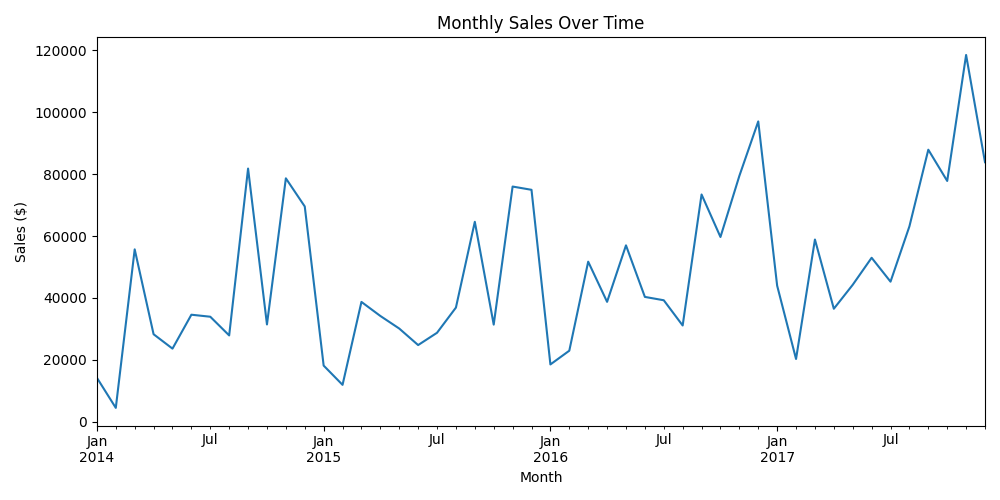 Monthly Sales Over Time
120000
100000
80000
60000
40000
20000
0
Sales ($)
Jan Jul Jan Jul Jan Jul Jan Jul
2014 2015 2016 2017
Month